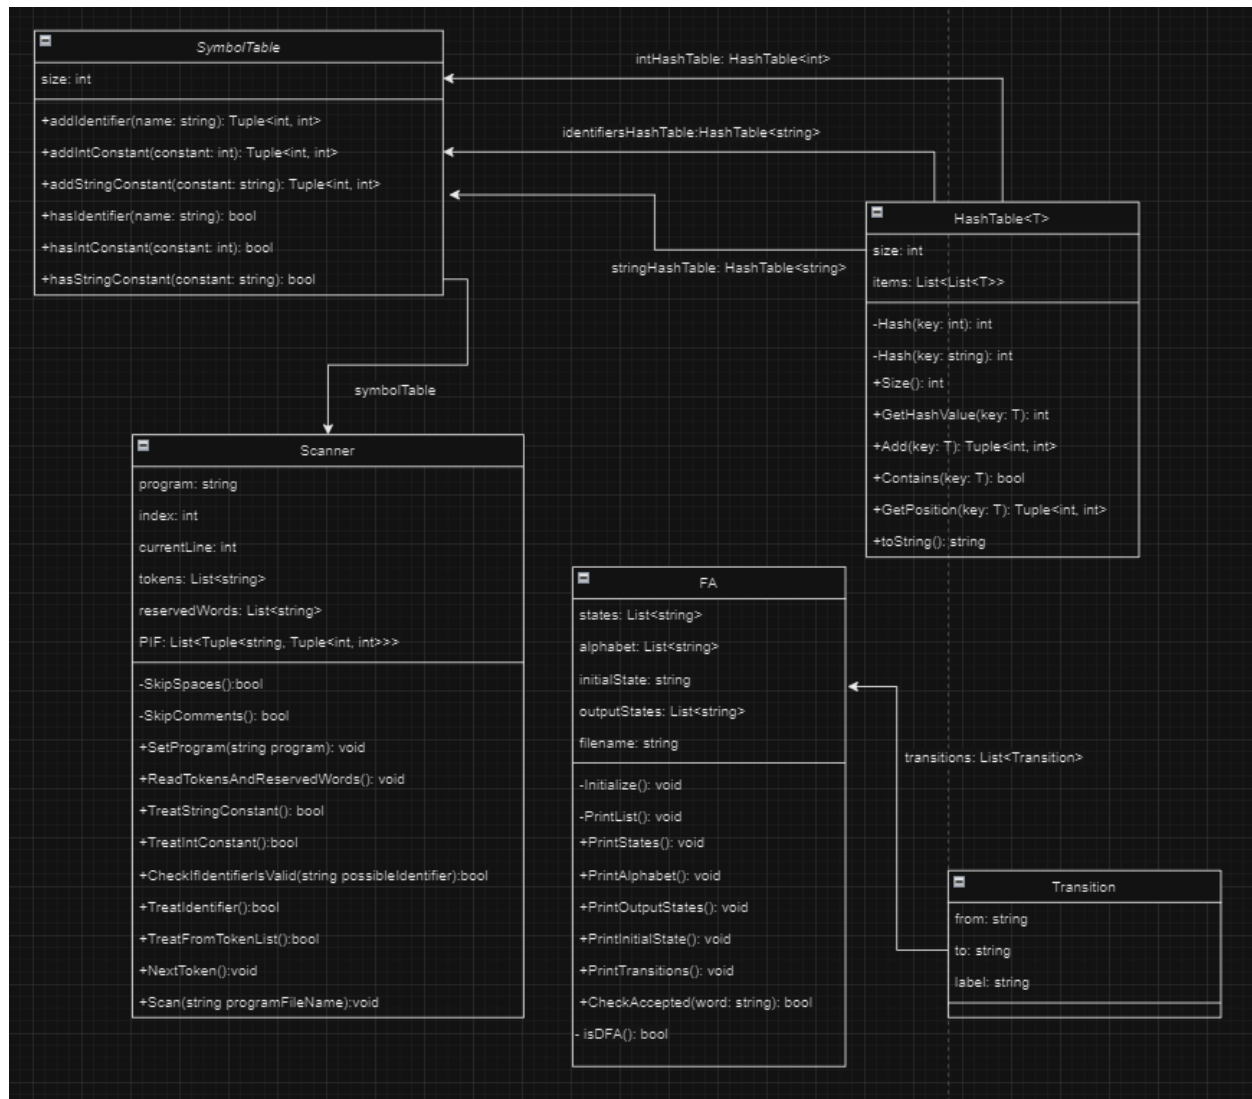 SymbolTable
size: int
+addIdentifier(name: string): Tuple<int, int>
+addIntConstant(constant: int): Tuple<int, int>
+addStringConstant(constant: string): Tuple<int, int>
+hasIdentifier(name: string): bool
+hasIntConstant(constant: int): bool
+hasStringConstant(constant: string): bool
intHashTable: HashTable<int>
identifiersHashTable:HashTable<string>
stringHashTable: HashTable<string>
HashTable<T>
size: int
items: List<List<T>>
-Hash(key: int): int
-Hash(key: string): int
+Size(): int
+GetHashValue(key: T): int
+Add(key: T): Tuple<int, int>
+Contains(key: T): bool
+GetPosition(key: T): Tuple<int, int>
+toString(): string
symbolTable
Scanner
program: string
index: int
currentLine: int
tokens: List<string>
reservedWords: List<string>
PIF: List<Tuple<string, Tuple<int, int>>>
-SkipSpaces():bool
-SkipComments(): bool
+SetProgram(string program): void
+ReadTokensAndReservedWords(): void
+TreatStringConstant(): bool
+TreatIntConstant():bool
+CheckIfIdentifierIsValid(string possibleIdentifier):bool
+TreatIdentifier():bool
+TreatFromTokenList():bool
+NextToken():void
+Scan(string programFileName):void
FA
states: List<string>
alphabet: List<string>
initialState: string
outputStates: List<string>
filename: string
-Initialize(): void
-PrintList(): void
+PrintStates(): void
+PrintAlphabet(): void
+PrintOutputStates(): void
+PrintInitialState(): void
+PrintTransitions(): void
+CheckAccepted(word: string): bool
- isDFA(): bool
transitions: List<Transition>
Transition
from: string
to: string
label: string